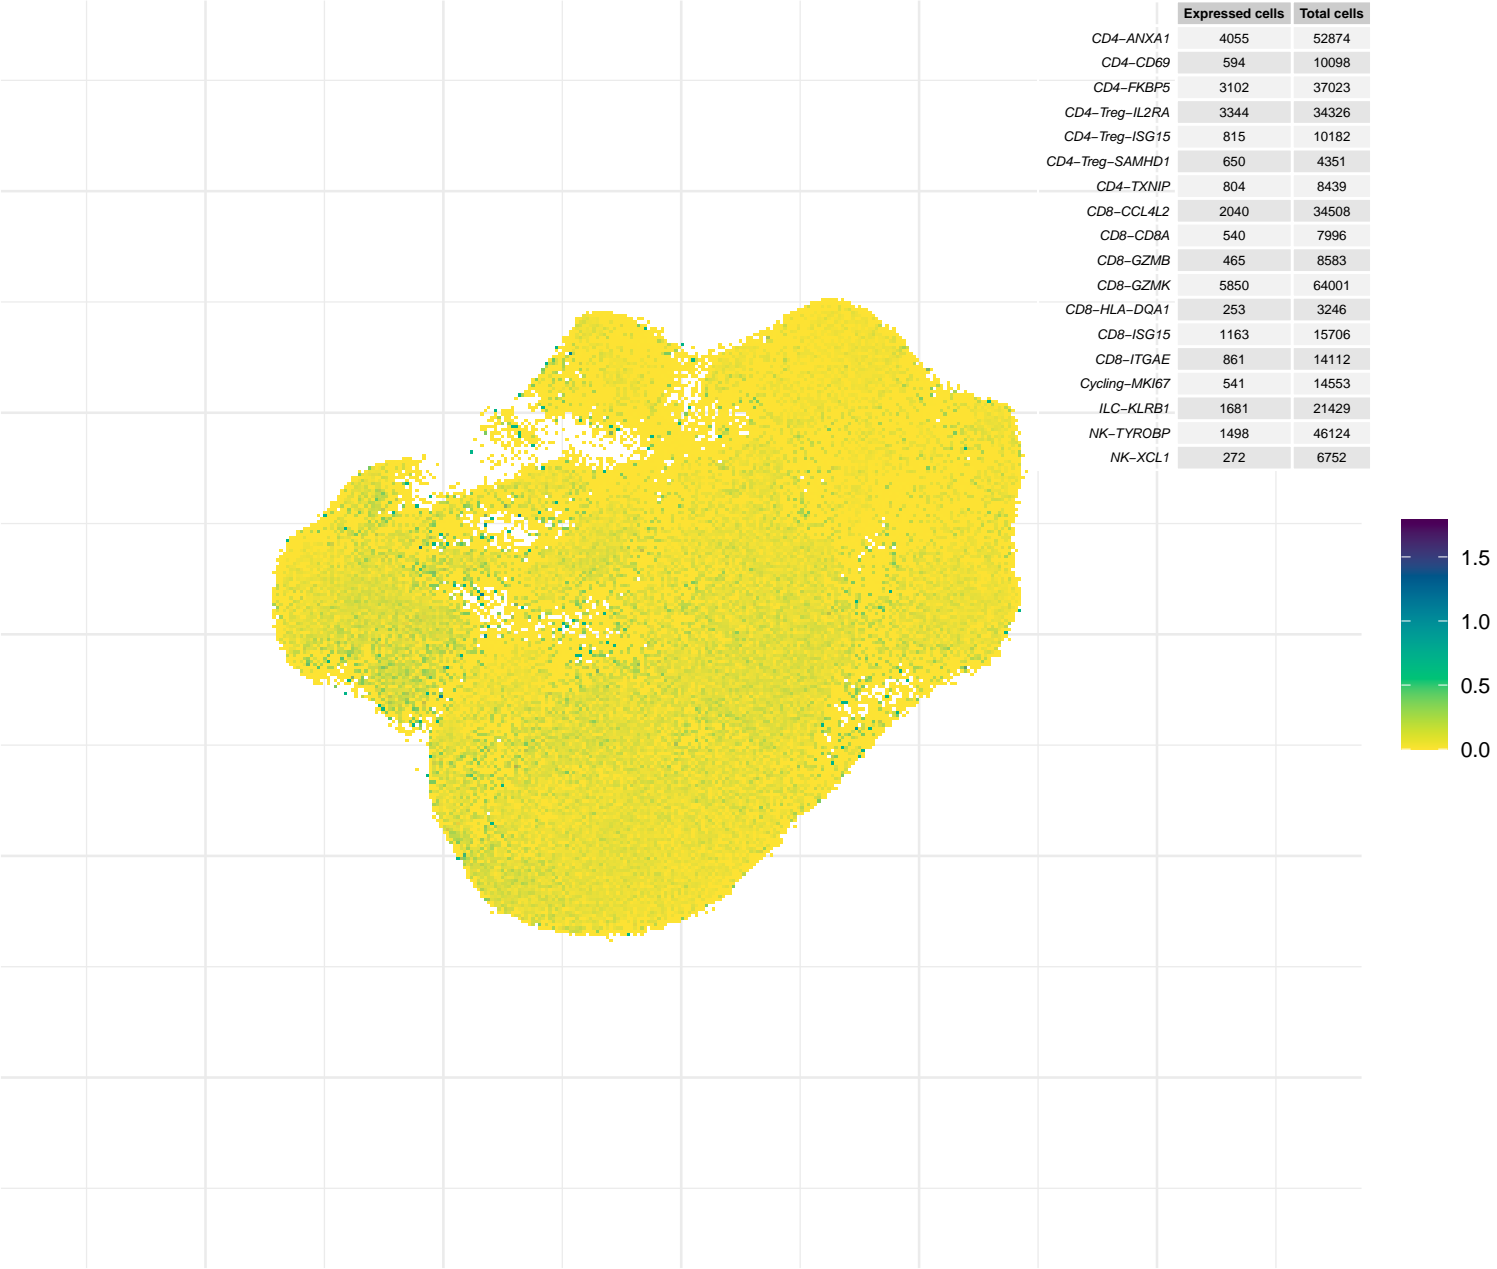 Expressed cells Total cells
CD4−ANXA1 4055 52874
CD4−CD69 594 10098
CD4−FKBP5 3102 37023
CD4−Treg−IL2RA 3344 34326
CD4−Treg−ISG15 815 10182
CD4−Treg−SAMHD1 650 4351
CD4−TXNIP 804 8439
CD8−CCL4L2 2040 34508
CD8−CD8A 540 7996
CD8−GZMB 465 8583
CD8−GZMK 5850 64001
CD8−HLA−DQA1 253 3246
CD8−ISG15 1163 15706
CD8−ITGAE 861 14112
Cycling−MKI67 541 14553
ILC−KLRB1 1681 21429
NK−TYROBP 1498 46124
NK−XCL1 272 6752
1.5
1.0
0.5
0.0